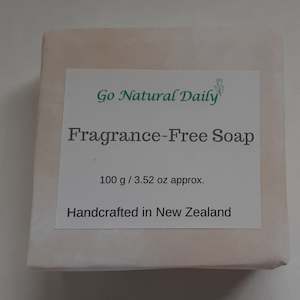 Go Natural Daily
Fragrance-Free Soap
100 g / 3.52 oz approx.
Handcrafted in New Zealand